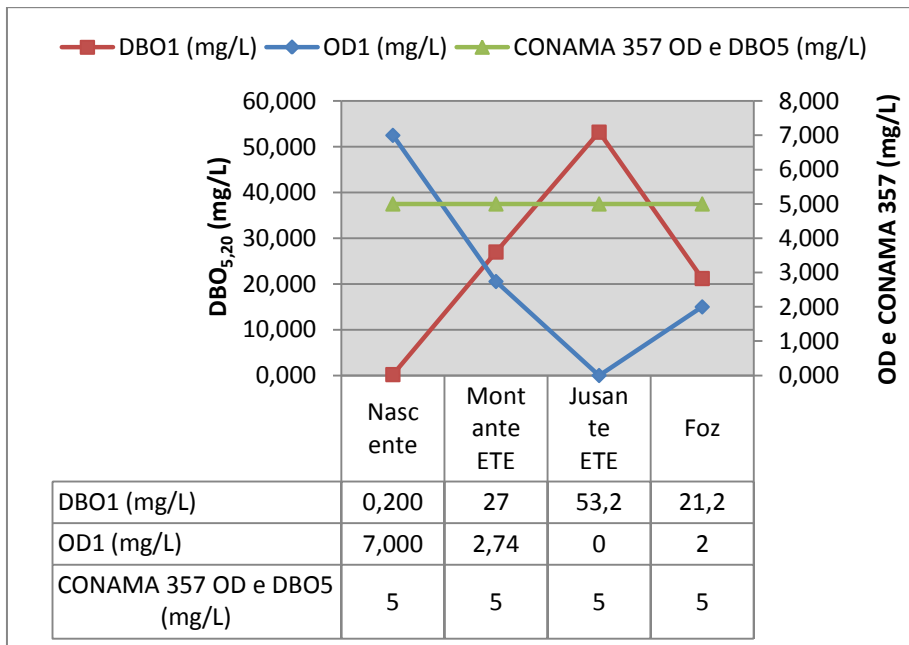 DBO1 (mg/L) OD1 (mg/L) CONAMA 357 OD e DBO5 (mg/L)
DBO5,20 (mg/L)
60,000
50,000
40,000
30,000
20,000
10,000
0,000
8,000
7,000
6,000
5,000
4,000
3,000
2,000
1,000
0,000
OD e CONAMA 357 (mg/L)
Nasc
ente
Mont
ante
ETE
Jusan
te
ETE
Foz
DBO1 (mg/L) 0,200 27 53,2 21,2
OD1 (mg/L) 7,000 2,74 0 2
CONAMA 357 OD e DBO5
(mg/L) 5 5 5 5